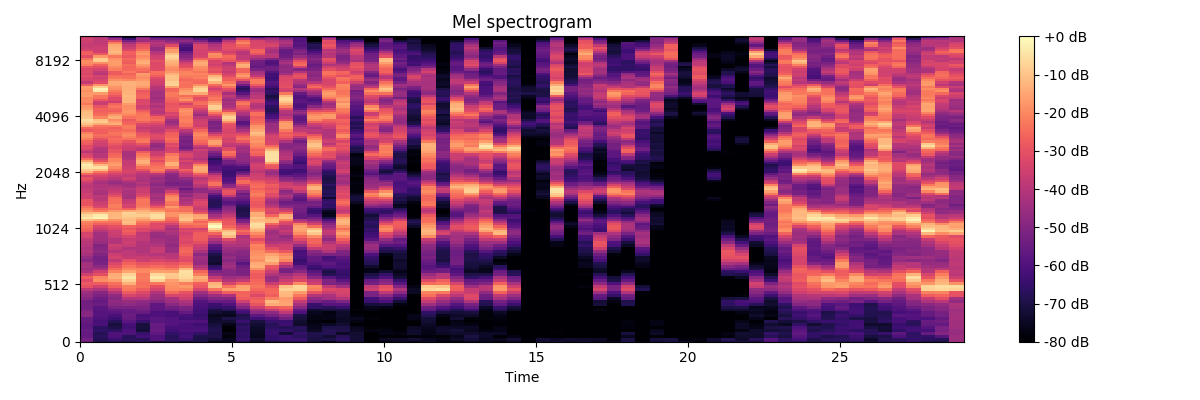 Mel spectrogram
Hz
8192
4096
2048
1024
512
0
0 5 10 15 20 25
Time
+0 dB
-10 dB
-20 dB
-30 dB
-40 dB
-50 dB
-60 dB
-70 dB
-80 dB